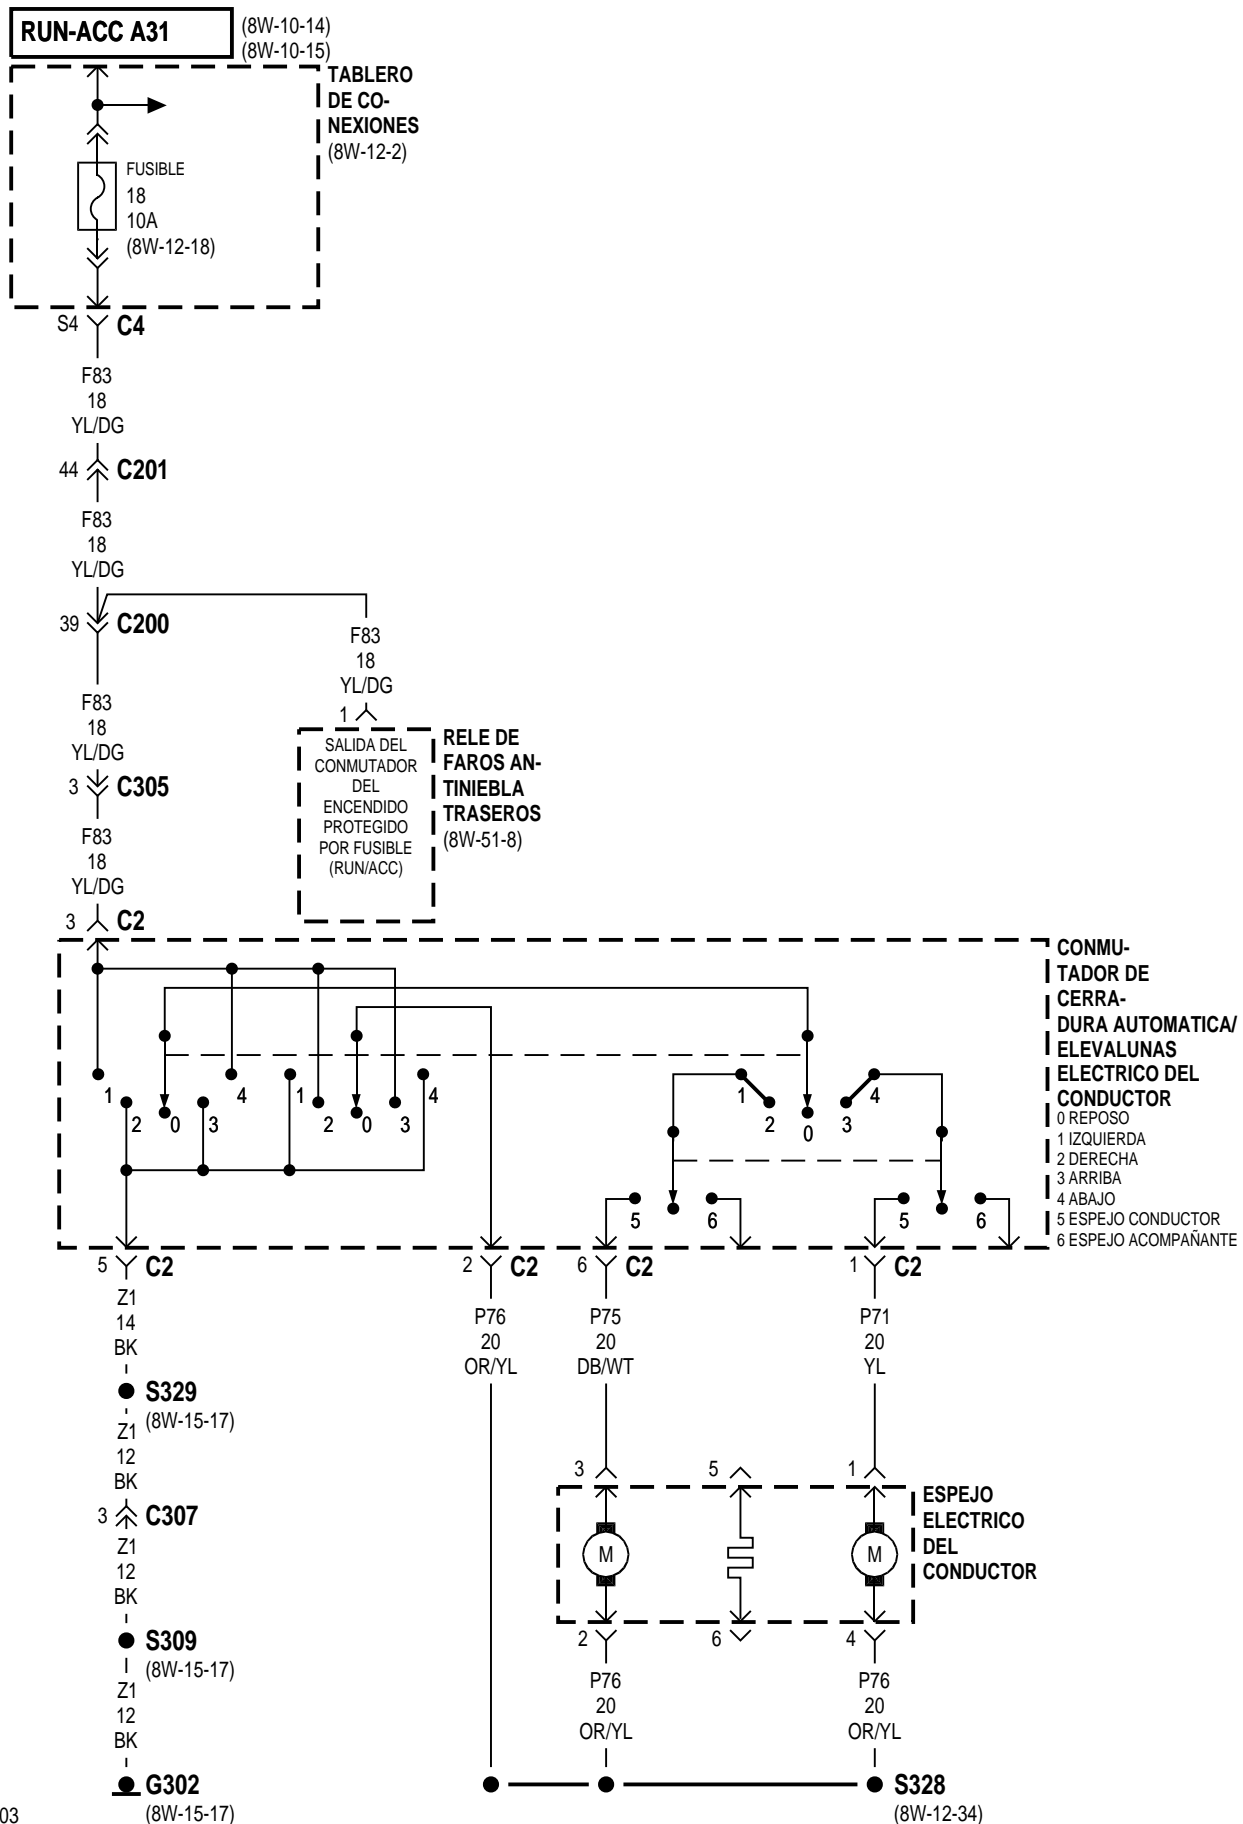 RUN-ACC A31
(8W-10-14)
(8W-10-15)
TABLERO
DE CO-
NEXIONES
(8W-12-2)
FUSIBLE
18
10A
(8W-12-18)
S4
C4
F83
18
YL/DG
44
C201
F83
18
YL/DG
39
C200
F83
18
YL/DG
F83
18
YL/DG
1
SALIDA DEL
CONMUTADOR
DEL
ENCENDIDO
PROTEGIDO
POR FUSIBLE
(RUN/ACC)
RELE DE
FAROS AN-
TINIEBLA
TRASEROS
(8W-51-8)
3
C305
F83
18
YL/DG
3
C2
CONMU-
TADOR DE
CERRA-
DURA AUTOMATICA/
ELEVALUNAS
ELECTRICO DEL
CONDUCTOR
0 REPOSO
1 IZQUIERDA
2 DERECHA
3 ARRIBA
4 ABAJO
5 ESPEJO CONDUCTOR
6 ESPEJO ACOMPAÑANTE
1
2
0
3
4
1
2
0
3
4
1
2
0
3
4
5
6
5
6
5
C2
2
C2
6
C2
1
C2
Z1
14
BK
P76
20
OR/YL
P75
20
DB/WT
P71
20
YL
S329
(8W-15-17)
Z1
12
BK
3
C307
Z1
12
BK
S309
(8W-15-17)
Z1
12
BK
G302
(8W-15-17)
3
5
1
M
M
ESPEJO
ELECTRICO
DEL
CONDUCTOR
2
6
4
P76
20
OR/YL
P76
20
OR/YL
S328
(8W-12-34)
03